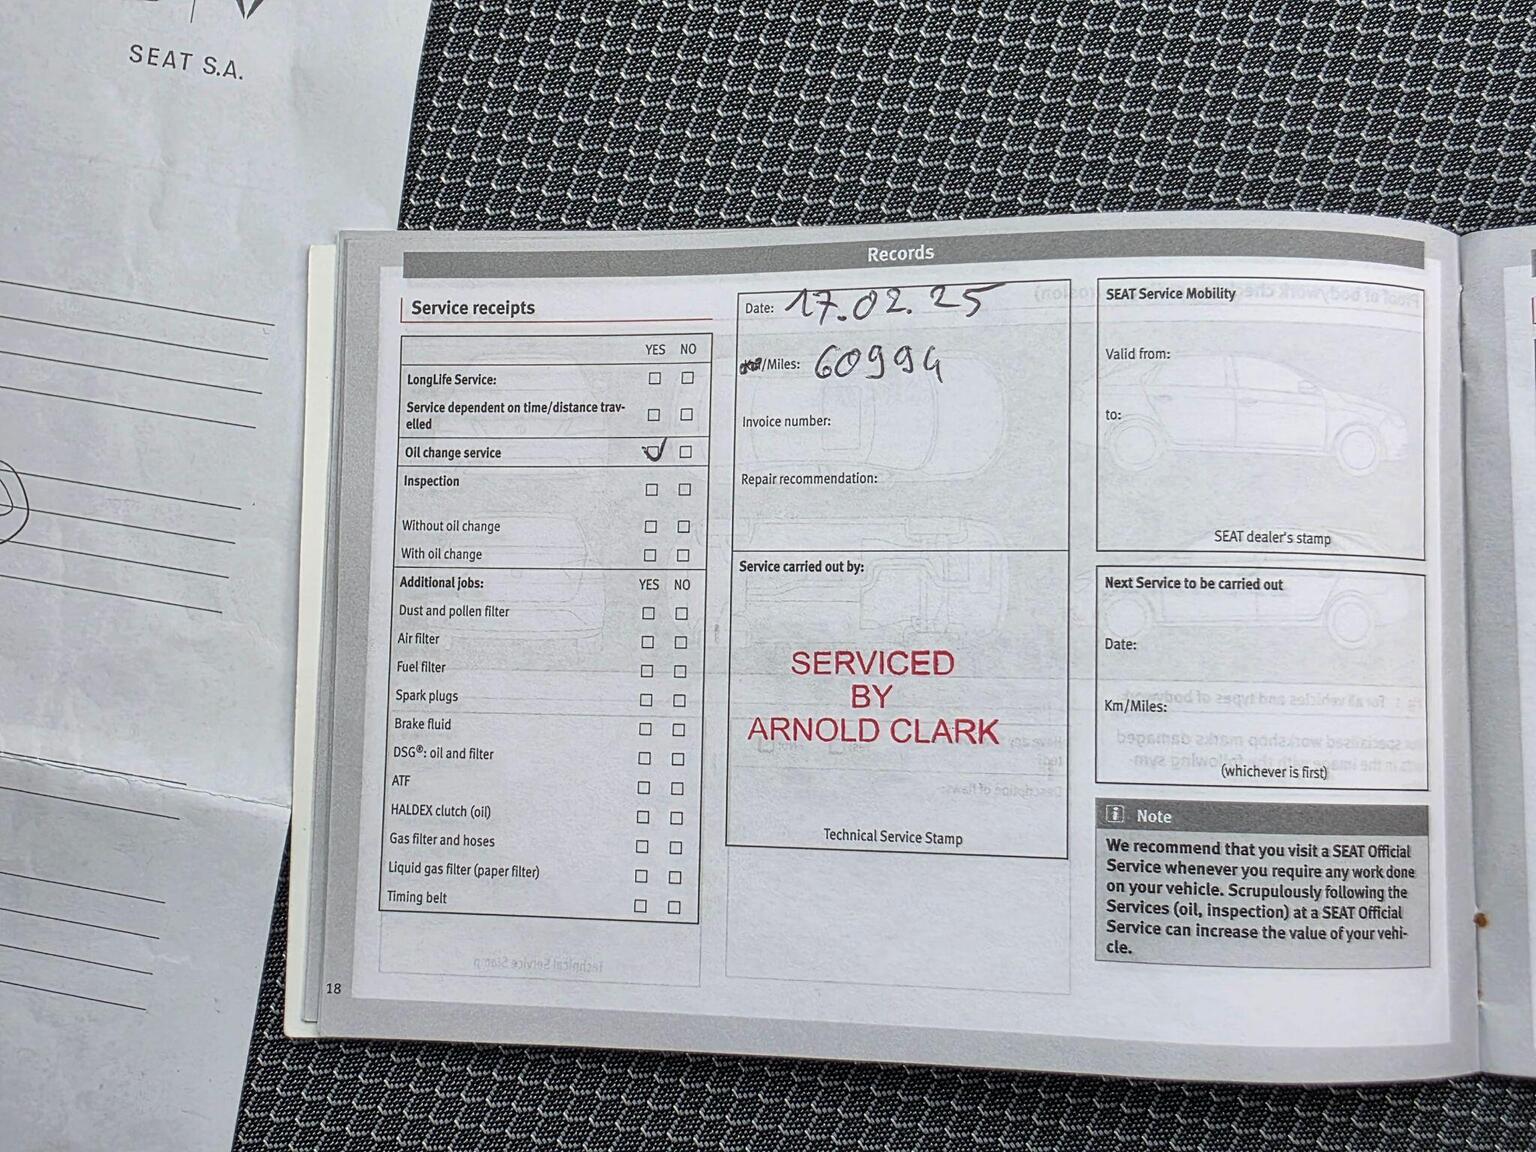 SEAT S.A.
Records
Service receipts
YES NO
LongLife Service:
Service dependent on time/distance trav-
elled
Oil change service
Inspection
Without oil change
With oil change
Additional jobs: YES NO
Dust and pollen filter
Air filter
Fuel filter
Spark plugs
Brake fluid
DSG®: oil and filter
ATF
HALDEX clutch (oil)
Gas filter and hoses
Liquid gas filter (paper filter)
Timing belt
18
Date: 17.02.25
/Miles: 60994
Invoice number:
Repair recommendation:
Service carried out by:
SERVICED
BY
ARNOLD CLARK
Technical Service Stamp
SEAT Service Mobility
Valid from:
to:
SEAT dealer's stamp
Next Service to be carried out
Date:
Km/Miles:
(whichever is first)
Note
We recommend that you visit a SEAT Official
Service whenever you require any work done
on your vehicle. Scrupulously following the
Services (oil, inspection) at a SEAT Official
Service can increase the value of your vehi-
cle.